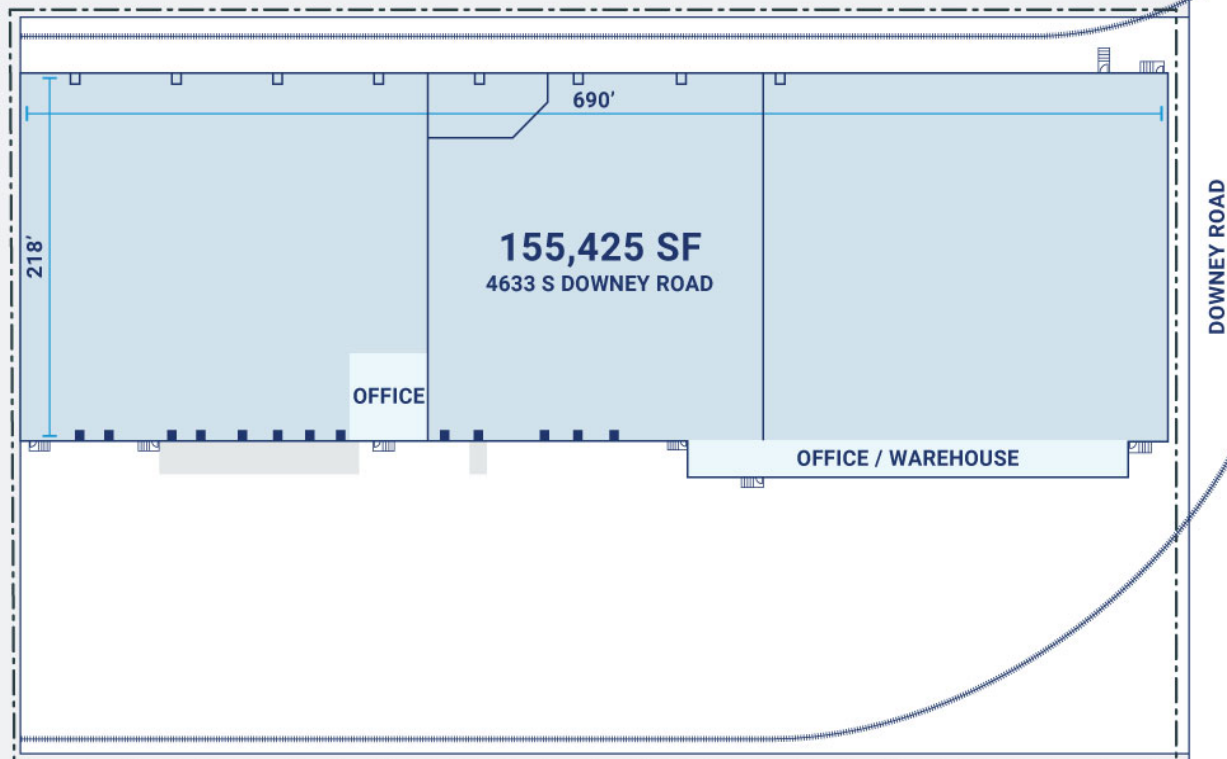 690’
218’
155,425 SF
4633 S DOWNEY ROAD
DOWNEY ROAD
OFFICE
OFFICE / WAREHOUSE